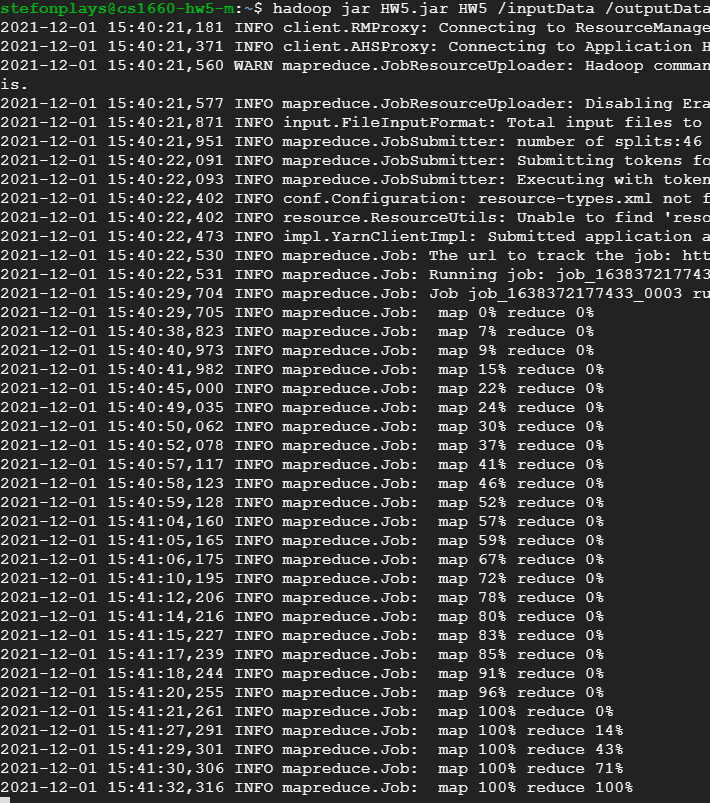 stefonplays@cs1660-hw5-m:~$ hadoop jar HW5.jar HW5 /inputData /outputData
2021-12-01 15:40:21,181 INFO client.RMProxy: Connecting to ResourceManage
2021-12-01 15:40:21,371 INFO client.AHSProxy: Connecting to Application H
2021-12-01 15:40:21,560 WARN mapreduce.JobResourceUploader: Hadoop comman
is.
2021-12-01 15:40:21,577 INFO mapreduce.JobResourceUploader: Disabling Era
2021-12-01 15:40:21,871 INFO input.FileInputFormat: Total input files to
2021-12-01 15:40:21,951 INFO mapreduce.JobSubmitter: number of splits:46
2021-12-01 15:40:22,091 INFO mapreduce.JobSubmitter: Submitting tokens fo
2021-12-01 15:40:22,093 INFO mapreduce.JobSubmitter: Executing with token
2021-12-01 15:40:22,402 INFO conf.Configuration: resource-types.xml not f
2021-12-01 15:40:22,402 INFO resource.ResourceUtils: Unable to find 'reso
2021-12-01 15:40:22,473 INFO impl.YarnClientImpl: Submitted application a
2021-12-01 15:40:22,530 INFO mapreduce.Job: The url to track the job: htt
2021-12-01 15:40:22,531 INFO mapreduce.Job: Running job: job_163837217743
2021-12-01 15:40:29,704 INFO mapreduce.Job: Job job_1638372177433_0003 ru
2021-12-01 15:40:29,705 INFO mapreduce.Job:  map 0% reduce 0%
2021-12-01 15:40:38,823 INFO mapreduce.Job:  map 7% reduce 0%
2021-12-01 15:40:40,973 INFO mapreduce.Job:  map 9% reduce 0%
2021-12-01 15:40:41,982 INFO mapreduce.Job:  map 15% reduce 0%
2021-12-01 15:40:45,000 INFO mapreduce.Job:  map 22% reduce 0%
2021-12-01 15:40:49,035 INFO mapreduce.Job:  map 24% reduce 0%
2021-12-01 15:40:50,062 INFO mapreduce.Job:  map 30% reduce 0%
2021-12-01 15:40:52,078 INFO mapreduce.Job:  map 37% reduce 0%
2021-12-01 15:40:57,117 INFO mapreduce.Job:  map 41% reduce 0%
2021-12-01 15:40:58,123 INFO mapreduce.Job:  map 46% reduce 0%
2021-12-01 15:40:59,128 INFO mapreduce.Job:  map 52% reduce 0%
2021-12-01 15:41:04,160 INFO mapreduce.Job:  map 57% reduce 0%
2021-12-01 15:41:05,165 INFO mapreduce.Job:  map 59% reduce 0%
2021-12-01 15:41:06,175 INFO mapreduce.Job:  map 67% reduce 0%
2021-12-01 15:41:10,195 INFO mapreduce.Job:  map 72% reduce 0%
2021-12-01 15:41:12,206 INFO mapreduce.Job:  map 78% reduce 0%
2021-12-01 15:41:14,216 INFO mapreduce.Job:  map 80% reduce 0%
2021-12-01 15:41:15,227 INFO mapreduce.Job:  map 83% reduce 0%
2021-12-01 15:41:17,239 INFO mapreduce.Job:  map 85% reduce 0%
2021-12-01 15:41:18,244 INFO mapreduce.Job:  map 91% reduce 0%
2021-12-01 15:41:20,255 INFO mapreduce.Job:  map 96% reduce 0%
2021-12-01 15:41:21,261 INFO mapreduce.Job:  map 100% reduce 0%
2021-12-01 15:41:27,291 INFO mapreduce.Job:  map 100% reduce 14%
2021-12-01 15:41:29,301 INFO mapreduce.Job:  map 100% reduce 43%
2021-12-01 15:41:30,306 INFO mapreduce.Job:  map 100% reduce 71%
2021-12-01 15:41:32,316 INFO mapreduce.Job:  map 100% reduce 100%